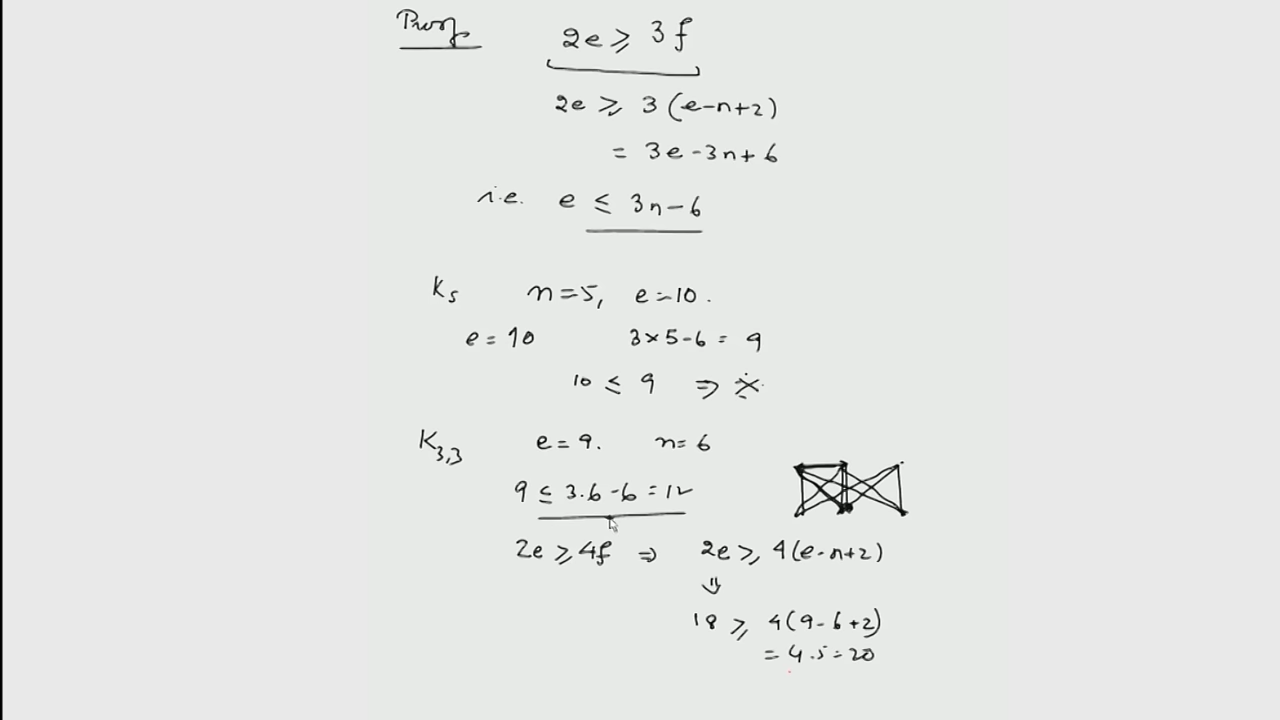 Proof 2e ≥ 3f
2e ≥ 3(e-n+2)
= 3e-3n+6
i.e. e ≤ 3n-6
K₅ n=5, e=10.
e=10 3×5-6 = 9
10 ≤ 9 ⇒ ※
K₃,₃ e=9. n=6
9 ≤ 3.6-6=12
2e ≥ 4f ⇒ 2e ≥ 4(e-n+2)
⇓
18 ≥ 4(9-6+2)
= 4.5=20